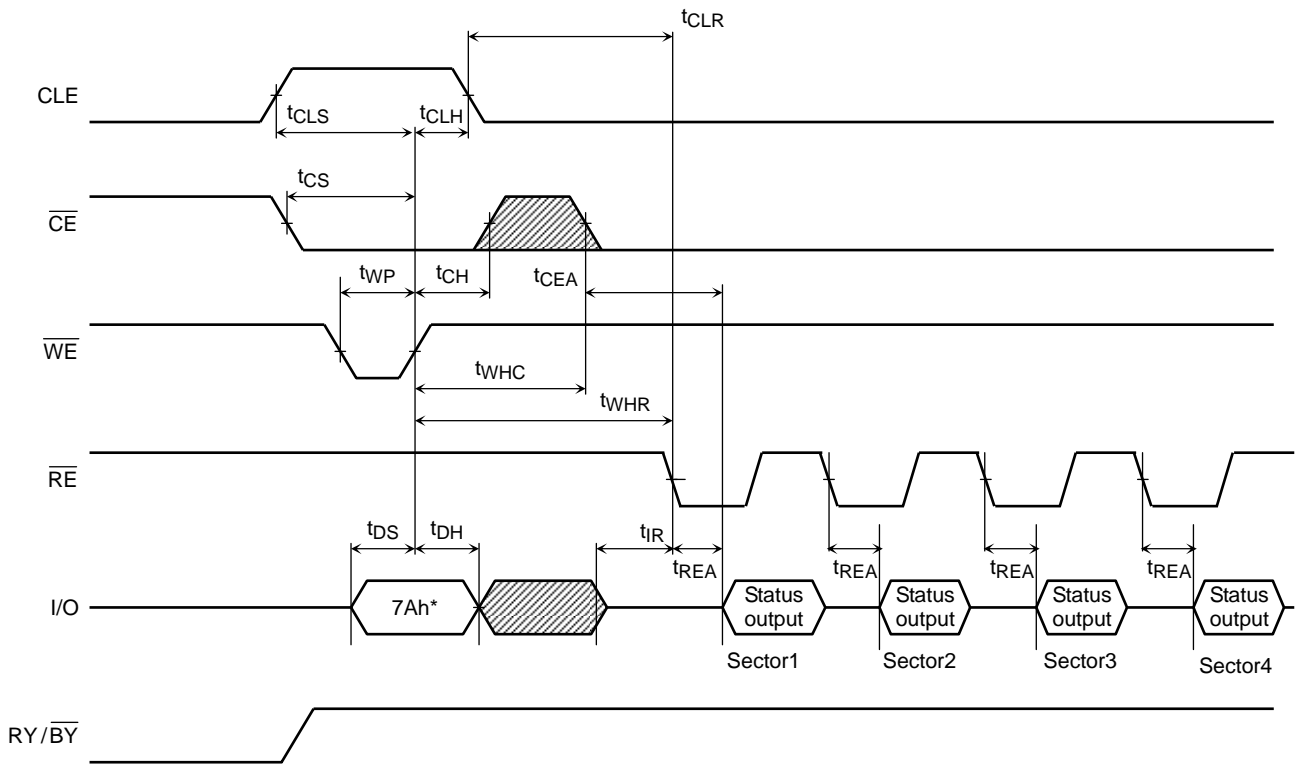 tCLR
CLE
tCLS
tCLH
tCS
CE
tWP
tCH
tCEA
WE
tWHC
tWHR
RE
tDS
tDH
tIR
tREA
tREA
tREA
tREA
I/O
7Ah*
Status
output
Status
output
Status
output
Status
output
Sector1
Sector2
Sector3
Sector4
RY/BY